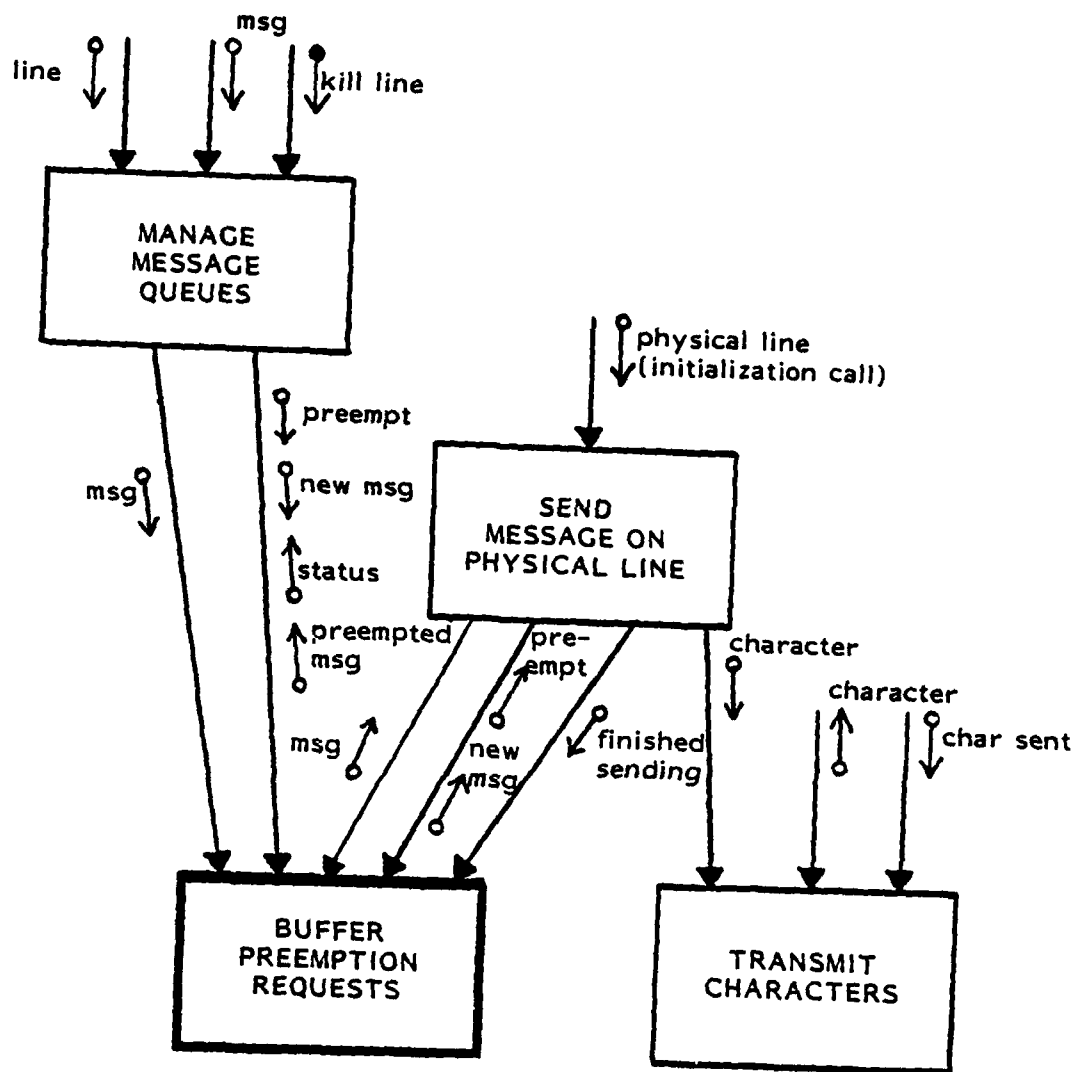 msg
line
kill line
MANAGE
MESSAGE
QUEUES
physical line
(initialization call)
preempt
msg
new msg
status
preempted
msg
SEND
MESSAGE ON
PHYSICAL LINE
pre-
empt
character
msg
new
msg
finished
sending
character
char sent
BUFFER
PREEMPTION
REQUESTS
TRANSMIT
CHARACTERS